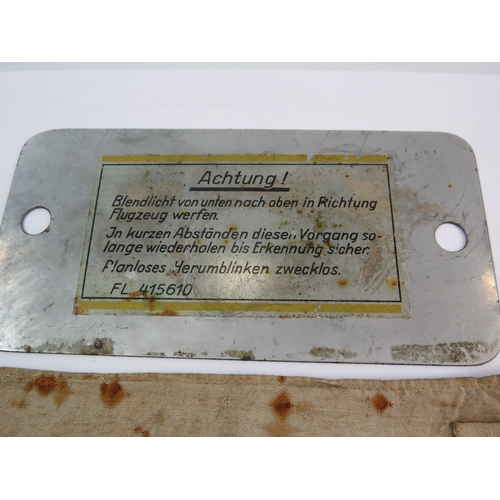 Achtung!
Blendlicht von unten nach oben in Richtung
Flugzeug werfen.
In kurzen Abständen diesen Vorgang so-
lange wiederholen bis Erkennung sicher.
Planloses Herumblinken zwecklos.
FL 415610